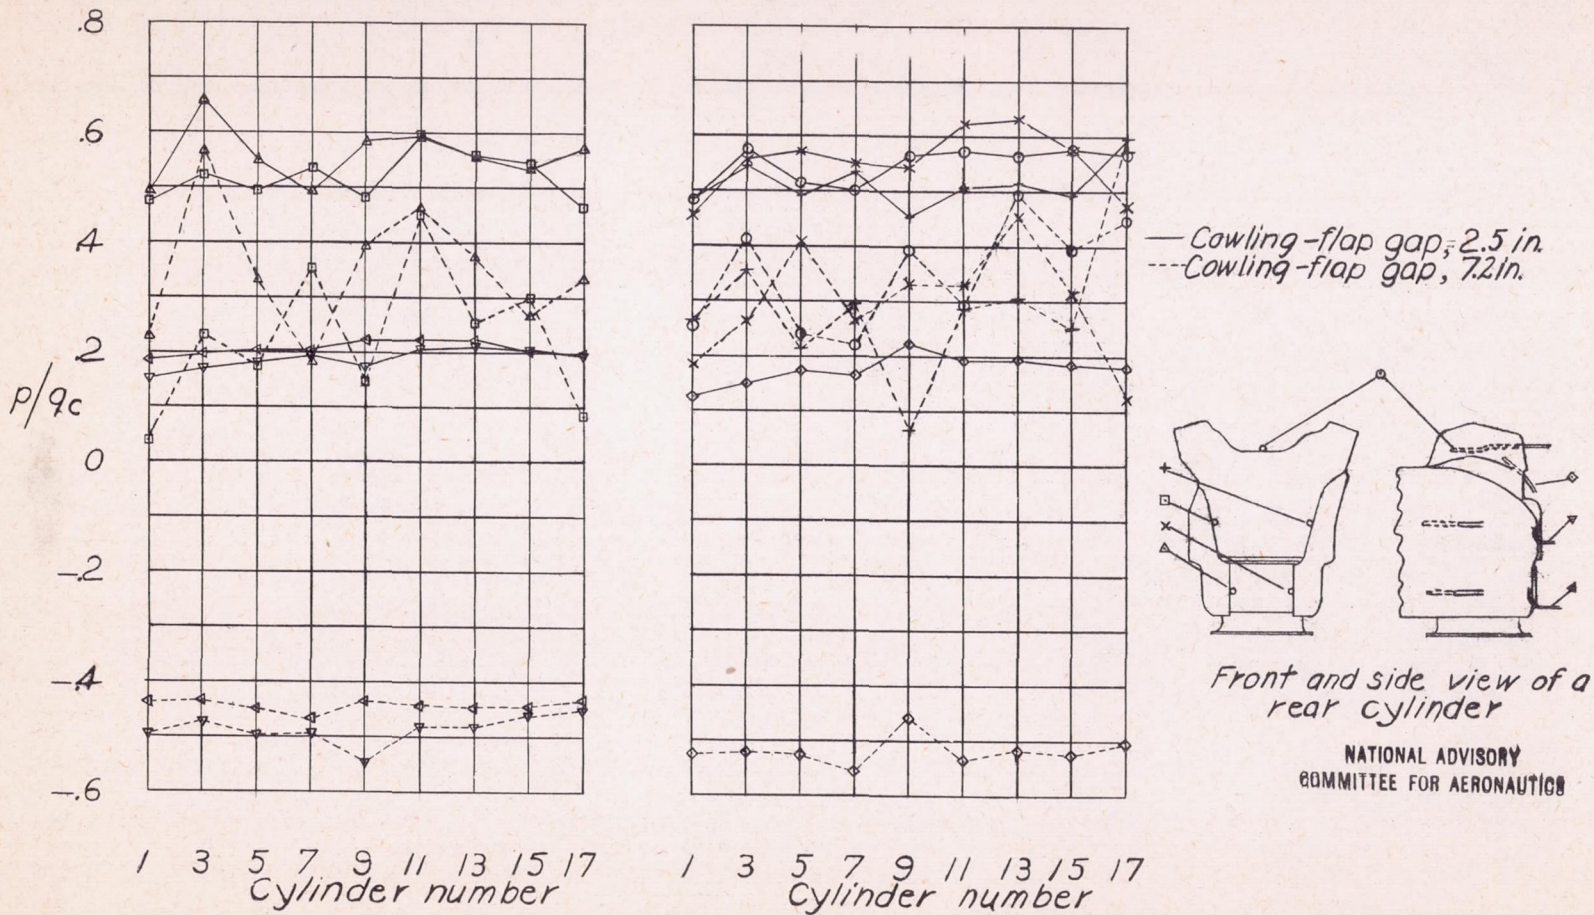 .8
.6
.4
.2
0
-.2
-.4
-.6
p/qc
1 3 5 7 9 11 13 15 17
Cylinder number
1 3 5 7 9 11 13 15 17
Cylinder number
Cowling-flap gap, 2.5 in.
Cowling-flap gap, 7.2 in.
Front and side view of a
rear cylinder
NATIONAL ADVISORY
COMMITTEE FOR AERONAUTICS